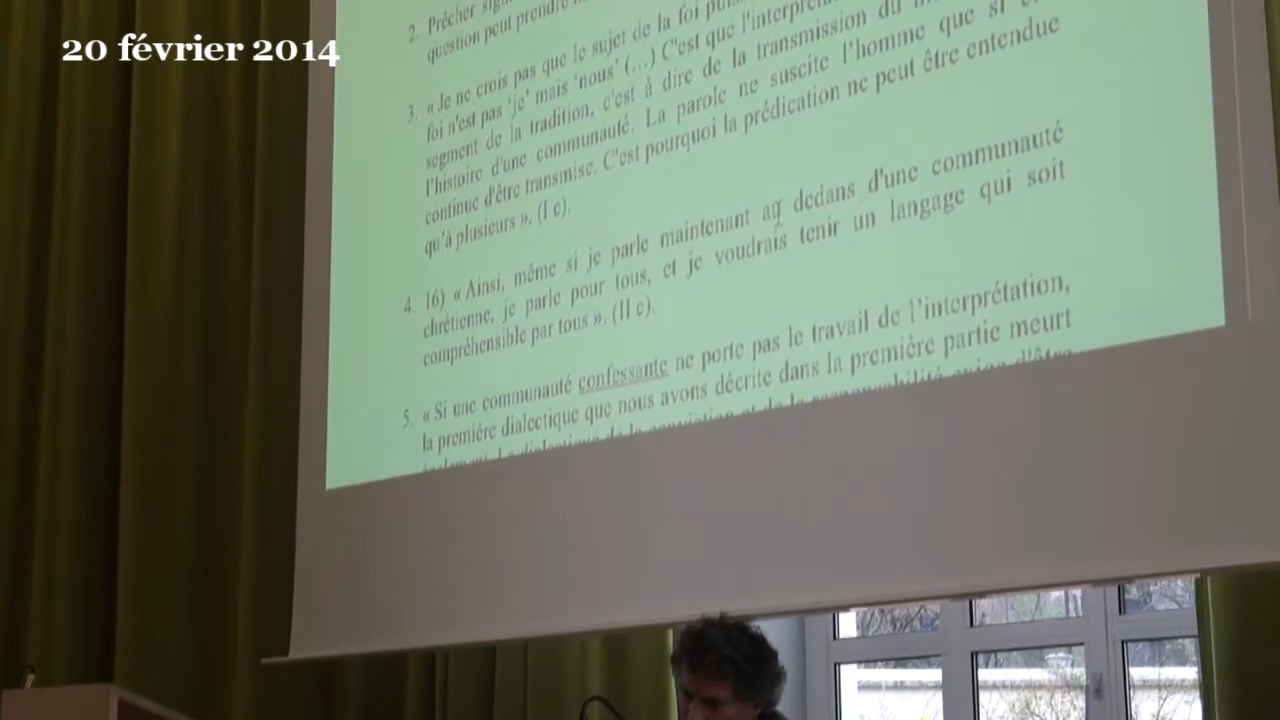 20 février 2014
2. Prêcher
question peut prendre
3. « Je ne crois pas que le sujet de la foi
foi n'est pas 'je' mais 'nous' (...) C'est que
segment de la tradition, c'est à dire de la transmission du
l'histoire d'une communauté. La parole ne suscite l'homme que si
continue d'être transmise. C'est pourquoi la prédication ne peut être entendue
qu'à plusieurs ». (I c).
4. 16) « Ainsi, même si je parle maintenant au dedans d'une communauté
chrétienne, je parle pour tous, et je voudrais tenir un langage qui soit
compréhensible par tous ». (II c).
5. « Si une communauté confessante ne porte pas le travail de l'interprétation,
la première dialectique que nous avons décrite dans la première partie meurt